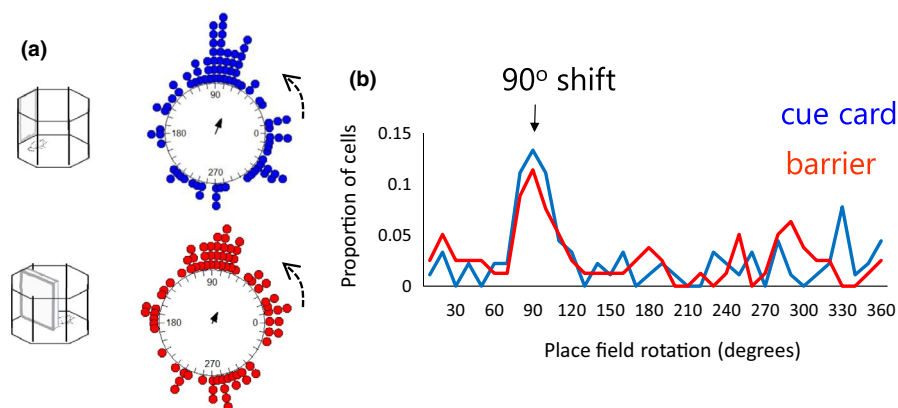 (a)
90
180
0
270
90
180
0
270
(b)
90º shift
cue card
barrier
Proportion of cells
0.15
0.1
0.05
0
30 60 90 120 150 180 210 240 270 300 330 360
Place field rotation (degrees)